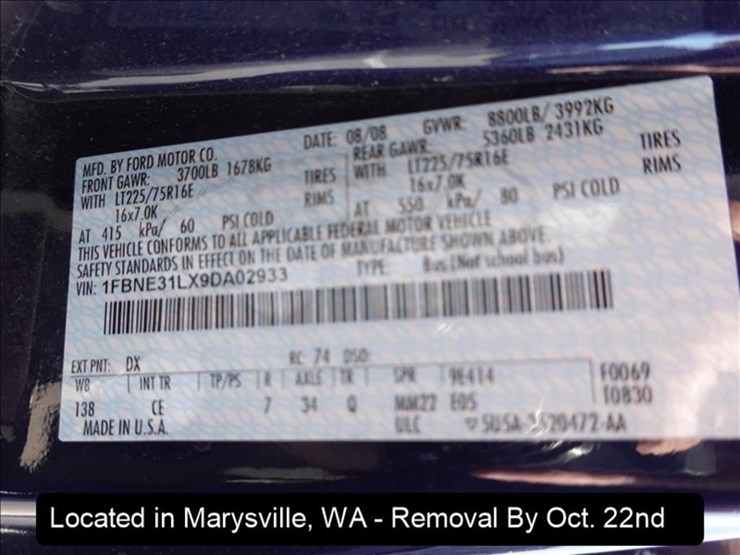 MFD. BY FORD MOTOR CO.
DATE: 08/08 GVWR: 8800LB/ 3992KG
FRONT GAWR: 3700LB 1678KG
REAR GAWR: 5360LB 2431KG
WITH LT225/75R16E TIRES
WITH LT225/75R16E TIRES
16x7.0K RIMS
16x7.0K RIMS
AT 415 kPa/ 60 PSI COLD
AT 550 kPa/ 80 PSI COLD
THIS VEHICLE CONFORMS TO ALL APPLICABLE FEDERAL MOTOR VEHICLE
SAFETY STANDARDS IN EFFECT ON THE DATE OF MANUFACTURE SHOWN ABOVE.
VIN: 1FBNE31LX9DA02933
TYPE: Bus (Not school bus)
EXT PNT: DX RC: 74 DSO:
WB INT TR TP/PS R AXLE TR SPR 9E414 F0069
138 CE 7 34 Q MM22 E05 T0830
MADE IN U.S.A. ULC
Located in Marysville, WA - Removal By Oct. 22nd